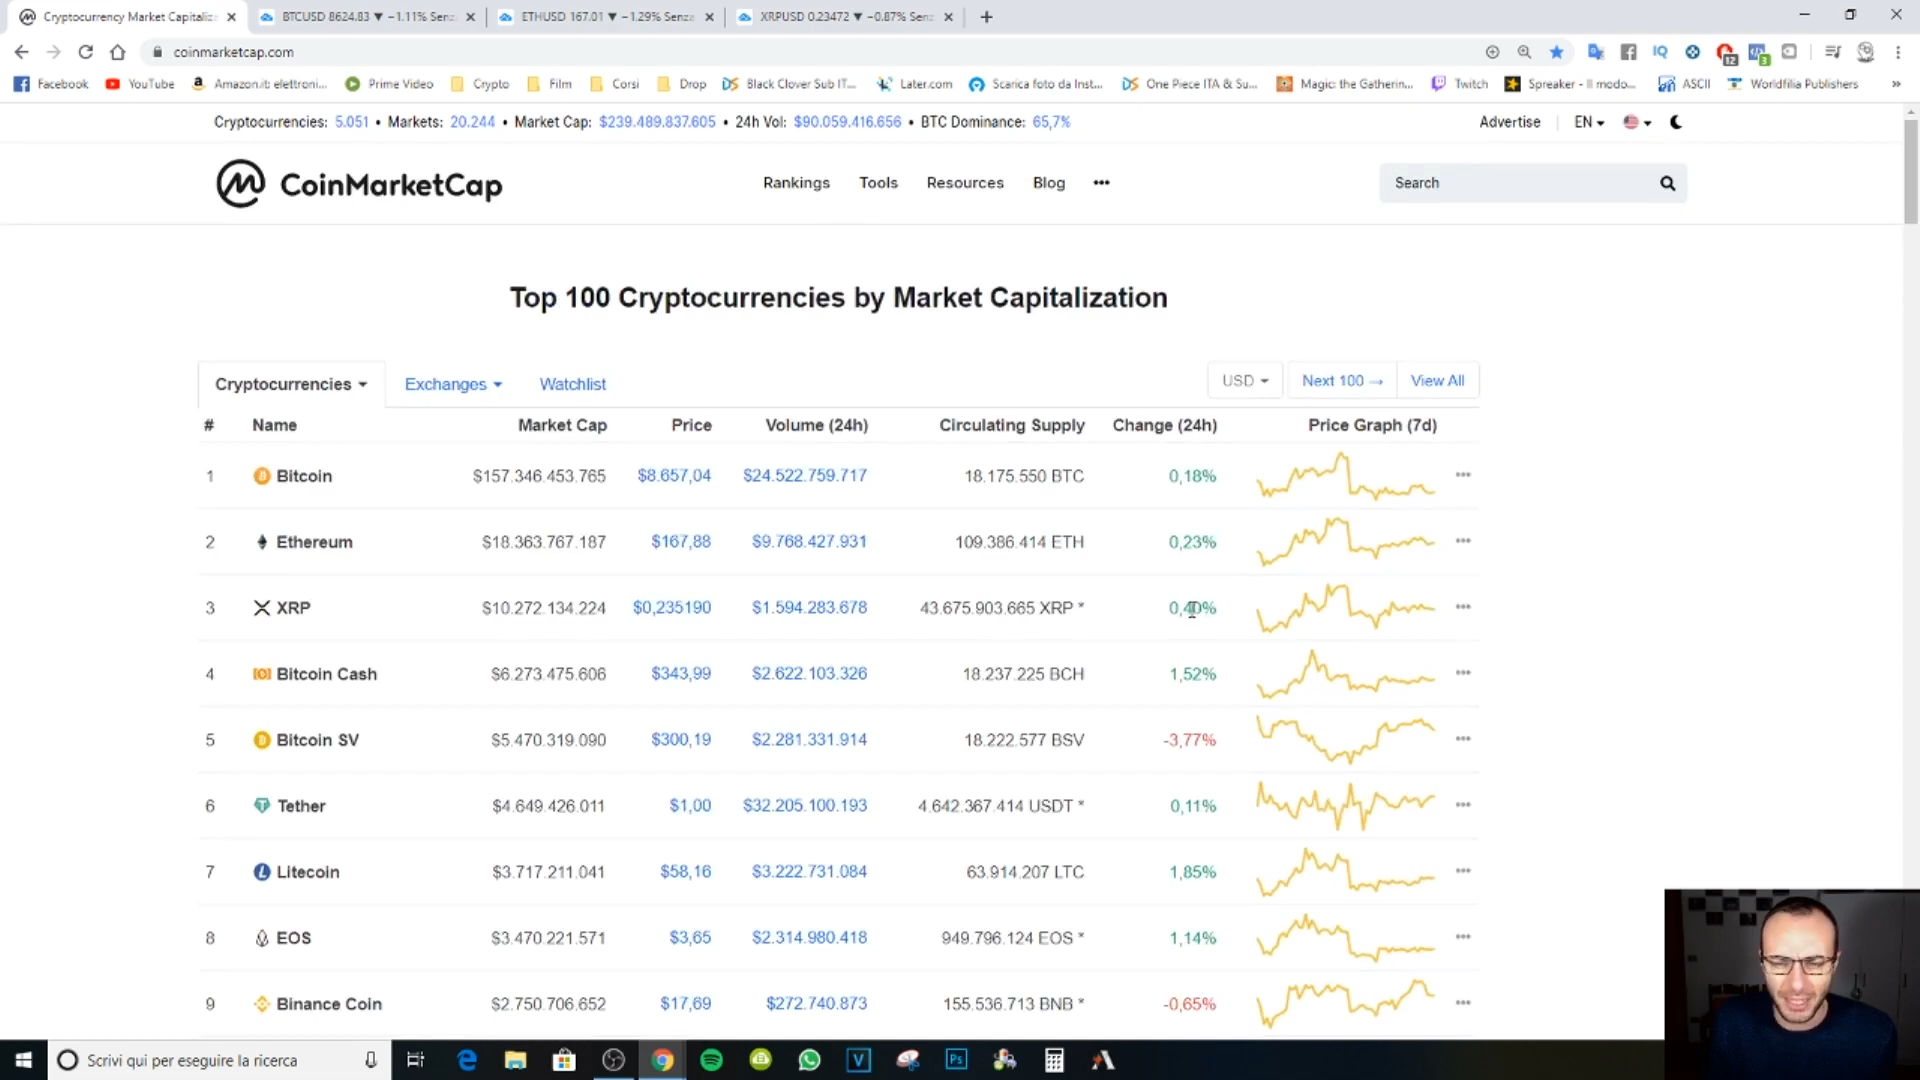 Cryptocurrency Market Capitaliz
BTCUSD 8624.83 ▼ −1.11% Senz
ETHUSD 167.01 ▼ −1.29% Senza
XRPUSD 0.23472 ▼ −0.87% Sen
coinmarketcap.com
Facebook YouTube Amazon.it: elettroni... Prime Video Crypto Film Corsi Drop Black Clover Sub IT... Later.com Scarica foto da Inst... One Piece ITA & Su... Magic: the Gatherin... Twitch Spreaker - Il modo... ASCII Worldfilia Publishers »
Cryptocurrencies: 5.051 • Markets: 20.244 • Market Cap: $239.489.837.605 • 24h Vol: $90.059.416.656 • BTC Dominance: 65,7%
Advertise EN
CoinMarketCap
Rankings Tools Resources Blog •••
Search
Top 100 Cryptocurrencies by Market Capitalization
Cryptocurrencies Exchanges Watchlist
USD Next 100 → View All
# Name Market Cap Price Volume (24h) Circulating Supply Change (24h) Price Graph (7d)
1 Bitcoin $157.346.453.765 $8.657,04 $24.522.759.717 18.175.550 BTC 0,18%
2 Ethereum $18.363.767.187 $167,88 $9.768.427.931 109.386.414 ETH 0,23%
3 XRP $10.272.134.224 $0,235190 $1.594.283.678 43.675.903.665 XRP * 0,40%
4 Bitcoin Cash $6.273.475.606 $343,99 $2.622.103.326 18.237.225 BCH 1,52%
5 Bitcoin SV $5.470.319.090 $300,19 $2.281.331.914 18.222.577 BSV -3,77%
6 Tether $4.649.426.011 $1,00 $32.205.100.193 4.642.367.414 USDT * 0,11%
7 Litecoin $3.717.211.041 $58,16 $3.222.731.084 63.914.207 LTC 1,85%
8 EOS $3.470.221.571 $3,65 $2.314.980.418 949.796.124 EOS * 1,14%
9 Binance Coin $2.750.706.652 $17,69 $272.740.873 155.536.713 BNB * -0,65%
Scrivi qui per eseguire la ricerca